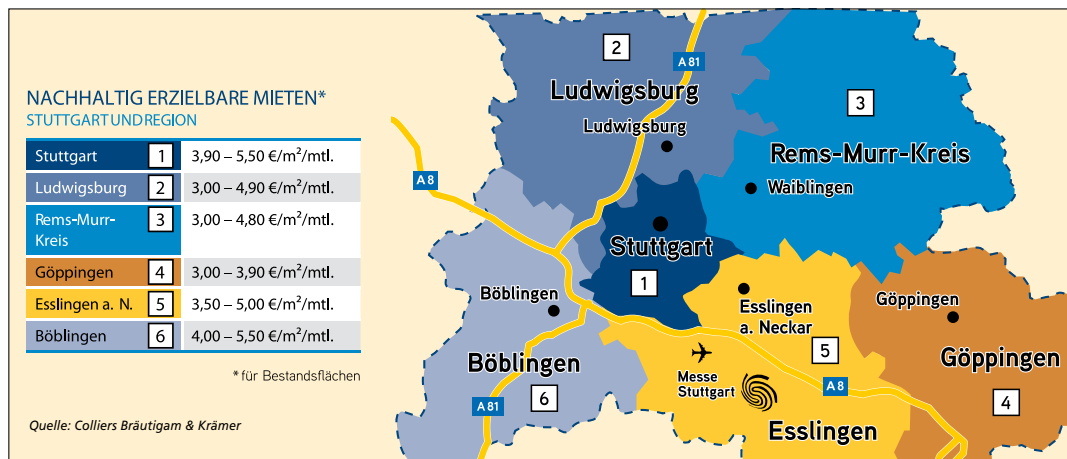 NACHHALTIG ERZIELBARE MIETEN*
STUTTGART UND REGION
Stuttgart 1 3,90 – 5,50 €/m²/mtl.
Ludwigsburg 2 3,00 – 4,90 €/m²/mtl.
Rems-Murr-
Kreis 3 3,00 – 4,80 €/m²/mtl.
Göppingen 4 3,00 – 3,90 €/m²/mtl.
Esslingen a. N. 5 3,50 – 5,00 €/m²/mtl.
Böblingen 6 4,00 – 5,50 €/m²/mtl.
* für Bestandsflächen
Quelle: Colliers Bräutigam & Krämer
2
A 81
Ludwigsburg
Ludwigsburg
3
Rems-Murr-Kreis
Waiblingen
A 8
Stuttgart
1
Böblingen
Esslingen
a. Neckar
Göppingen
Böblingen
6
A 81
Messe
Stuttgart
5
A 8
Esslingen
Göppingen
4